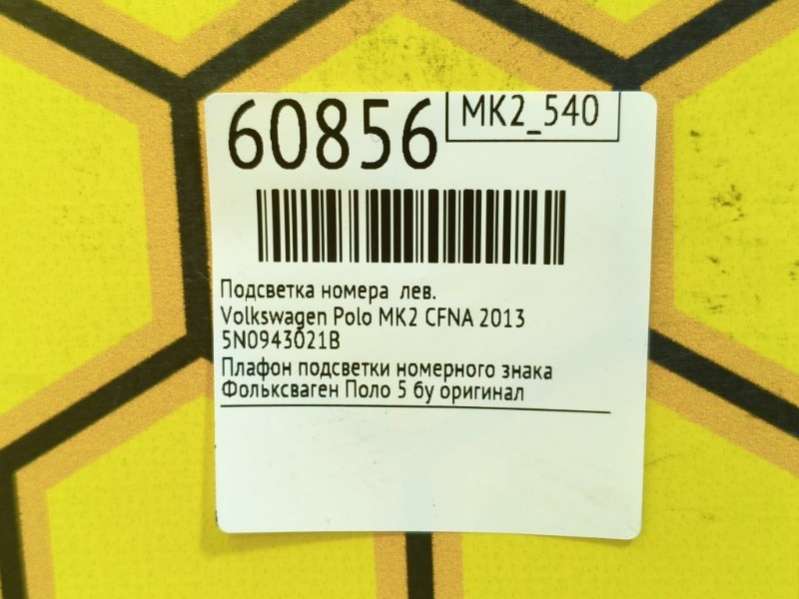 60856
MK2_540
Подсветка номера лев.
Volkswagen Polo MK2 CFNA 2013
5N0943021B
Плафон подсветки номерного знака
Фольксваген Поло 5 бу оригинал